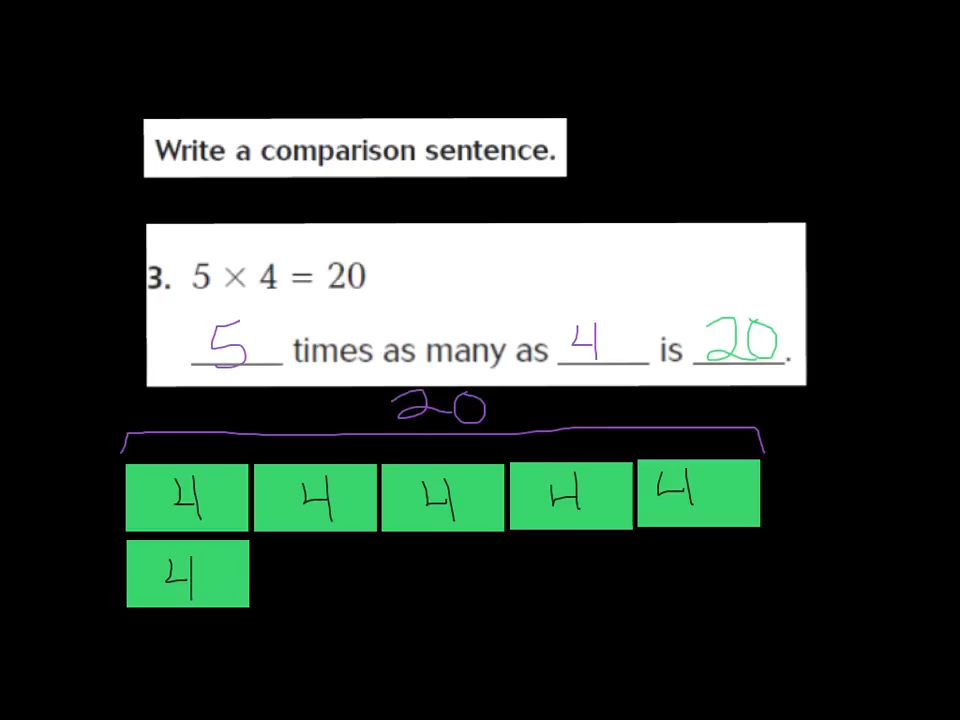 Write a comparison sentence.
3. 5 × 4 = 20
5 times as many as 4 is 20.
20
4 4 4 4 4
4